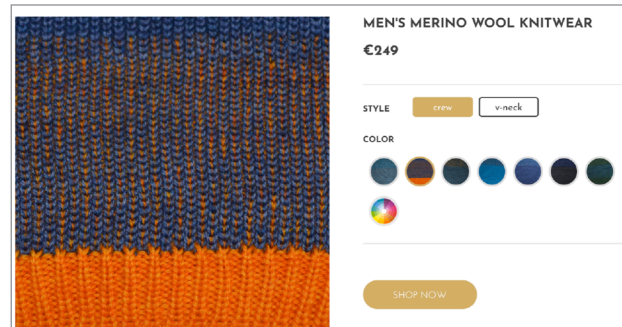 MEN'S MERINO WOOL KNITWEAR
€249
STYLE crew v-neck
COLOR
SHOP NOW